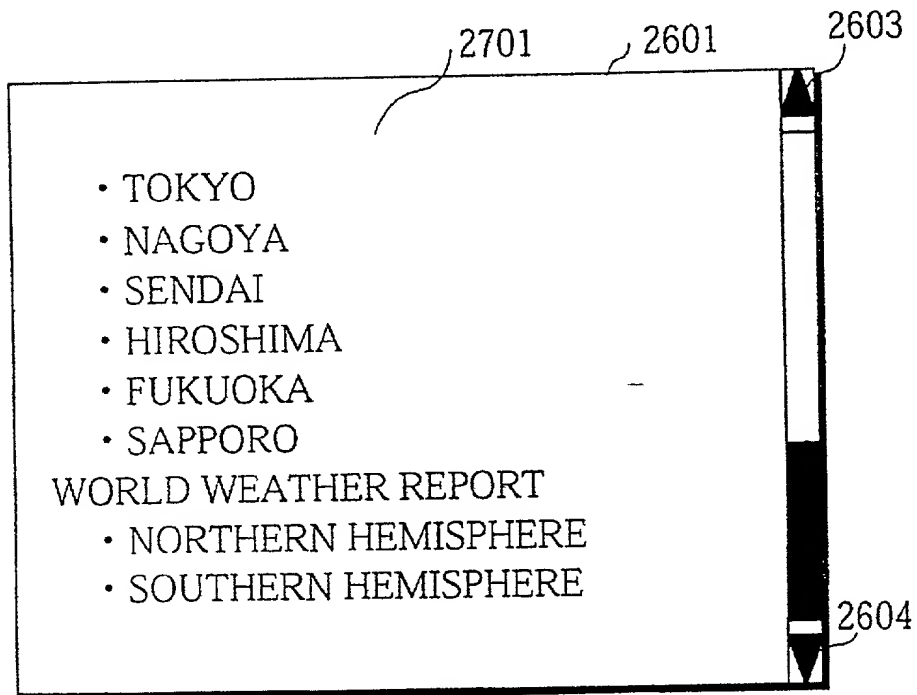 2701 2601 2603
・TOKYO
・NAGOYA
・SENDAI
・HIROSHIMA
・FUKUOKA
・SAPPORO
WORLD WEATHER REPORT
・NORTHERN HEMISPHERE
・SOUTHERN HEMISPHERE
2604